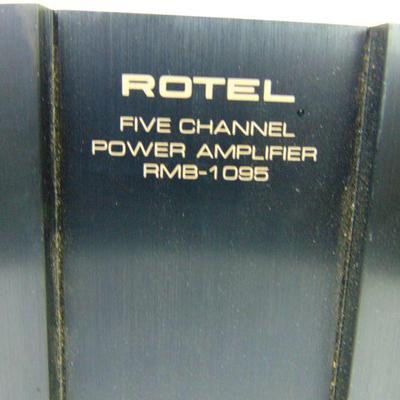 ROTEL
FIVE CHANNEL
POWER AMPLIFIER
RMB-1095